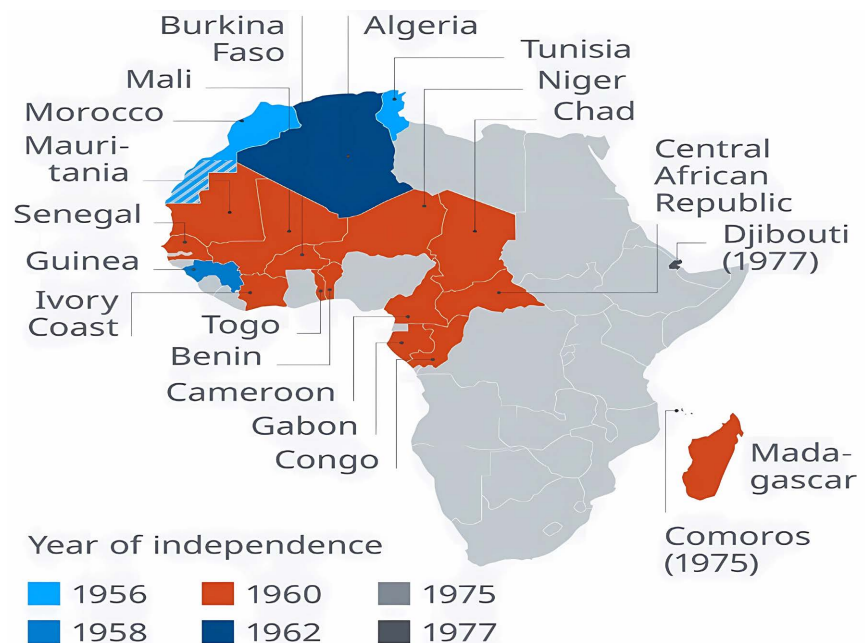 Burkina
Faso
Algeria
Tunisia
Mali
Niger
Morocco
Chad
Mauri-
tania
Central
African
Republic
Senegal
Djibouti
(1977)
Guinea
Ivory
Coast
Togo
Benin
Cameroon
Gabon
Congo
Mada-
gascar
Comoros
(1975)
Year of independence
1956
1960
1975
1958
1962
1977